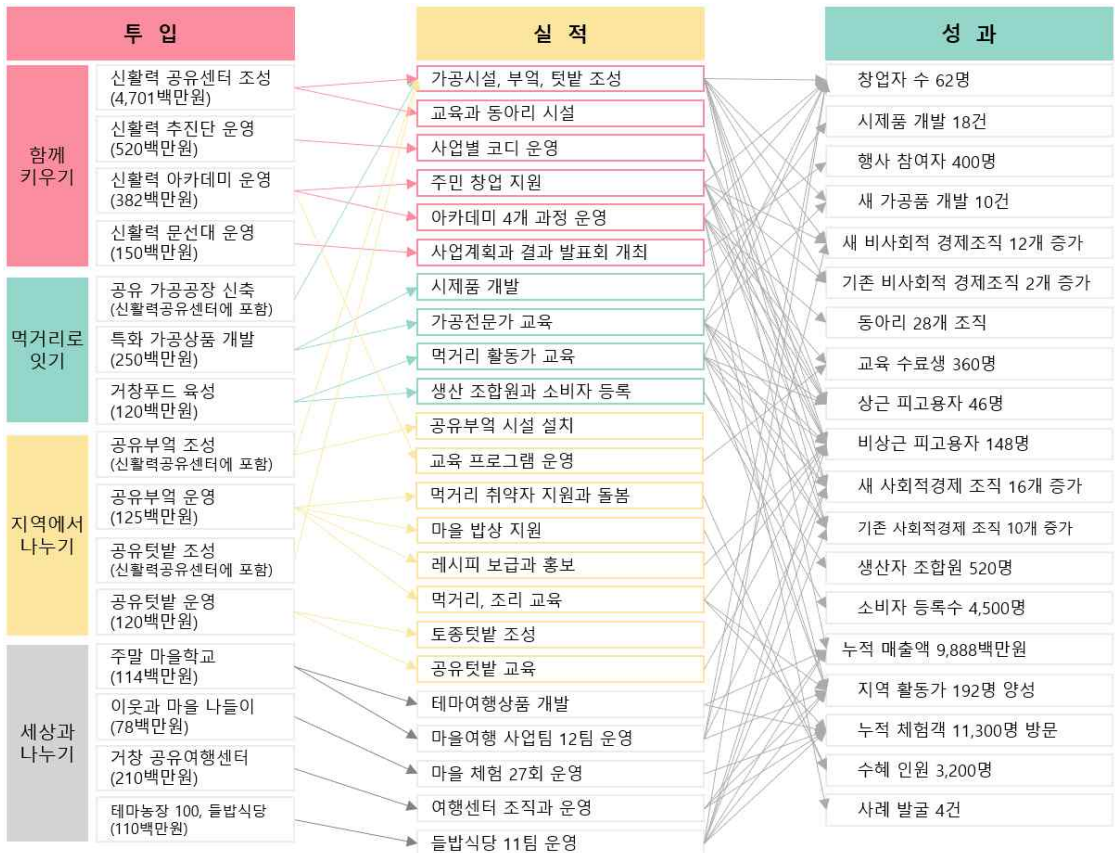 투 입
함께
키우기
신활력 공유센터 조성
(4,701백만원)
신활력 추진단 운영
(520백만원)
신활력 아카데미 운영
(382백만원)
신활력 문선대 운영
(150백만원)
먹거리로
잇기
공유 가공공장 신축
(신활력공유센터에 포함)
특화 가공상품 개발
(250백만원)
거창푸드 육성
(120백만원)
지역에서
나누기
공유부엌 조성
(신활력공유센터에 포함)
공유부엌 운영
(125백만원)
공유텃밭 조성
(신활력공유센터에 포함)
공유텃밭 운영
(120백만원)
세상과
나누기
주말 마을학교
(114백만원)
이웃과 마을 나들이
(78백만원)
거창 공유여행센터
(210백만원)
테마농장 100, 들밥식당
(110백만원)
실 적
가공시설, 부엌, 텃밭 조성
교육과 동아리 시설
사업별 코디 운영
주민 창업 지원
아카데미 4개 과정 운영
사업계획과 결과 발표회 개최
시제품 개발
가공전문가 교육
먹거리 활동가 교육
생산 조합원과 소비자 등록
공유부엌 시설 설치
교육 프로그램 운영
먹거리 취약자 지원과 돌봄
마을 밥상 지원
레시피 보급과 홍보
먹거리, 조리 교육
토종텃밭 조성
공유텃밭 교육
테마여행상품 개발
마을여행 사업팀 12팀 운영
마을 체험 27회 운영
여행센터 조직과 운영
들밥식당 11팀 운영
성 과
창업자 수 62명
시제품 개발 18건
행사 참여자 400명
새 가공품 개발 10건
새 비사회적 경제조직 12개 증가
기존 비사회적 경제조직 2개 증가
동아리 28개 조직
교육 수료생 360명
상근 피고용자 46명
비상근 피고용자 148명
새 사회적경제 조직 16개 증가
기존 사회적경제 조직 10개 증가
생산자 조합원 520명
소비자 등록수 4,500명
누적 매출액 9,888백만원
지역 활동가 192명 양성
누적 체험객 11,300명 방문
수혜 인원 3,200명
사례 발굴 4건